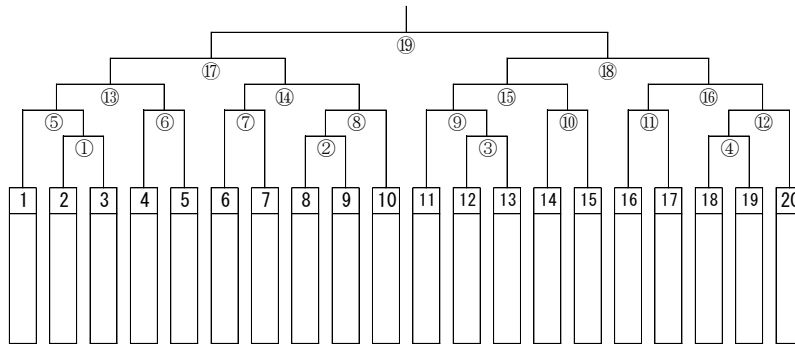 ⑲
⑰ ⑱
⑬ ⑭ ⑮ ⑯
⑤ ⑥ ⑦ ⑧ ⑨ ⑩ ⑪ ⑫
① ② ③ ④
1 2 3 4 5 6 7 8 9 10 11 12 13 14 15 16 17 18 19 20